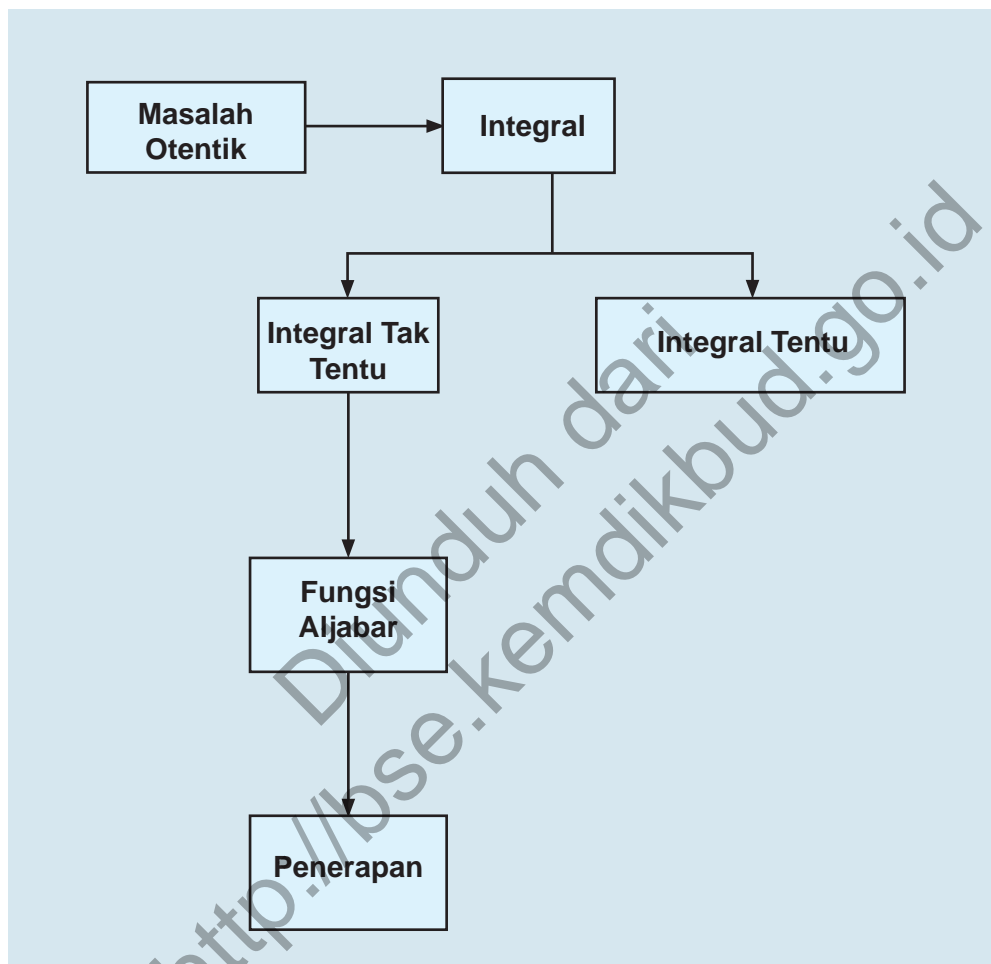 Masalah
Otentik
Integral
Integral Tak
Tentu
Integral Tentu
Fungsi
Aljabar
Penerapan
Diunduh dari
http://bse.kemdikbud.go.id